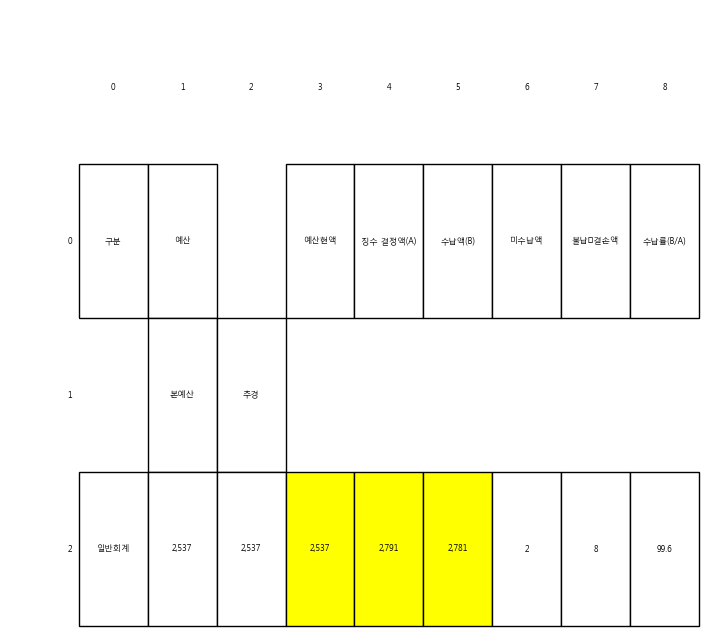 0 1 2 3 4 5 6 7 8
0 구분 예산 예산현액 징수 결정액(A) 수납액(B) 미수납액 불납□결손액 수납률(B/A)
1 본예산 추경
2 일반회계 2,537 2,537 2,537 2,791 2,781 2 8 99.6